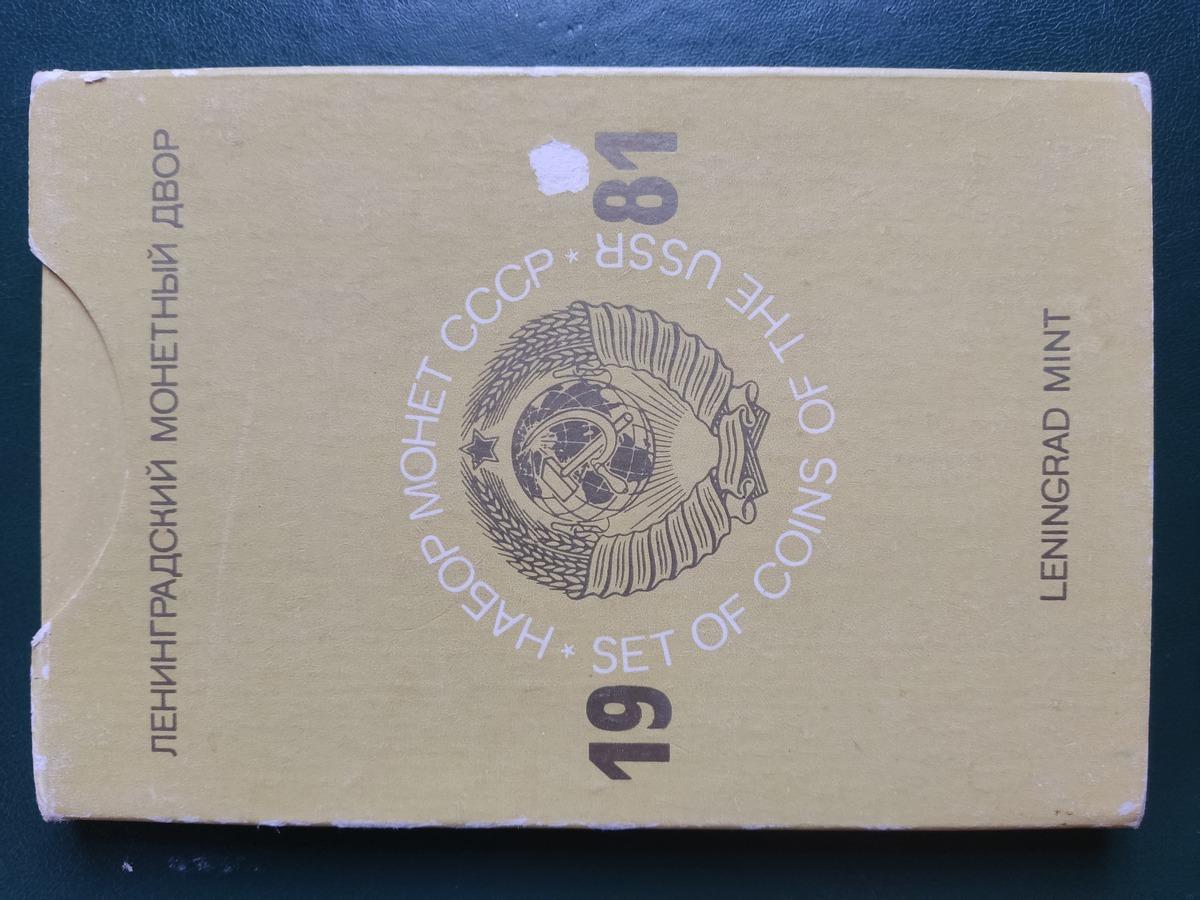 ЛЕНИНГРАДСКИЙ МОНЕТНЫЙ ДВОР
НАБОР МОНЕТ СССР
19 81
* SET OF COINS OF THE USSR *
LENINGRAD MINT